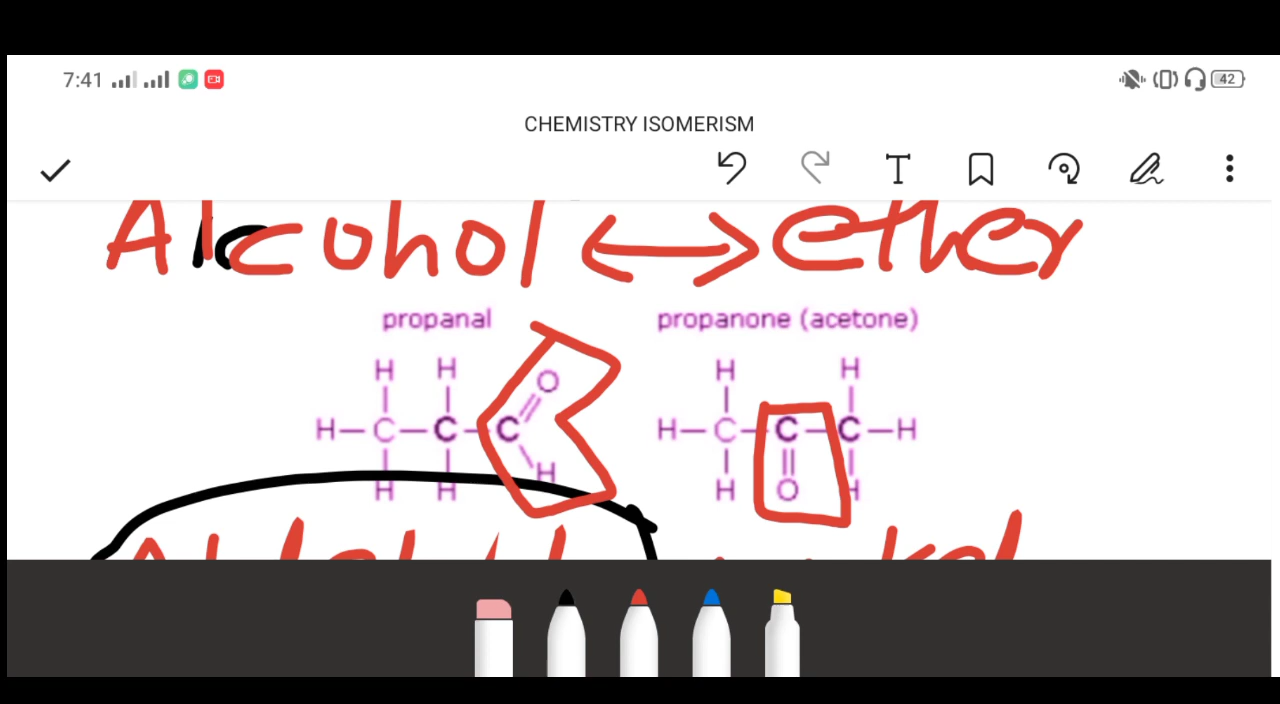 7:41 42
CHEMISTRY ISOMERISM
T
Alcohol ↔ ether
propanal propanone (acetone)
H H H H
O
H—C—C—C H—C—C—C—H
H
H H H O H